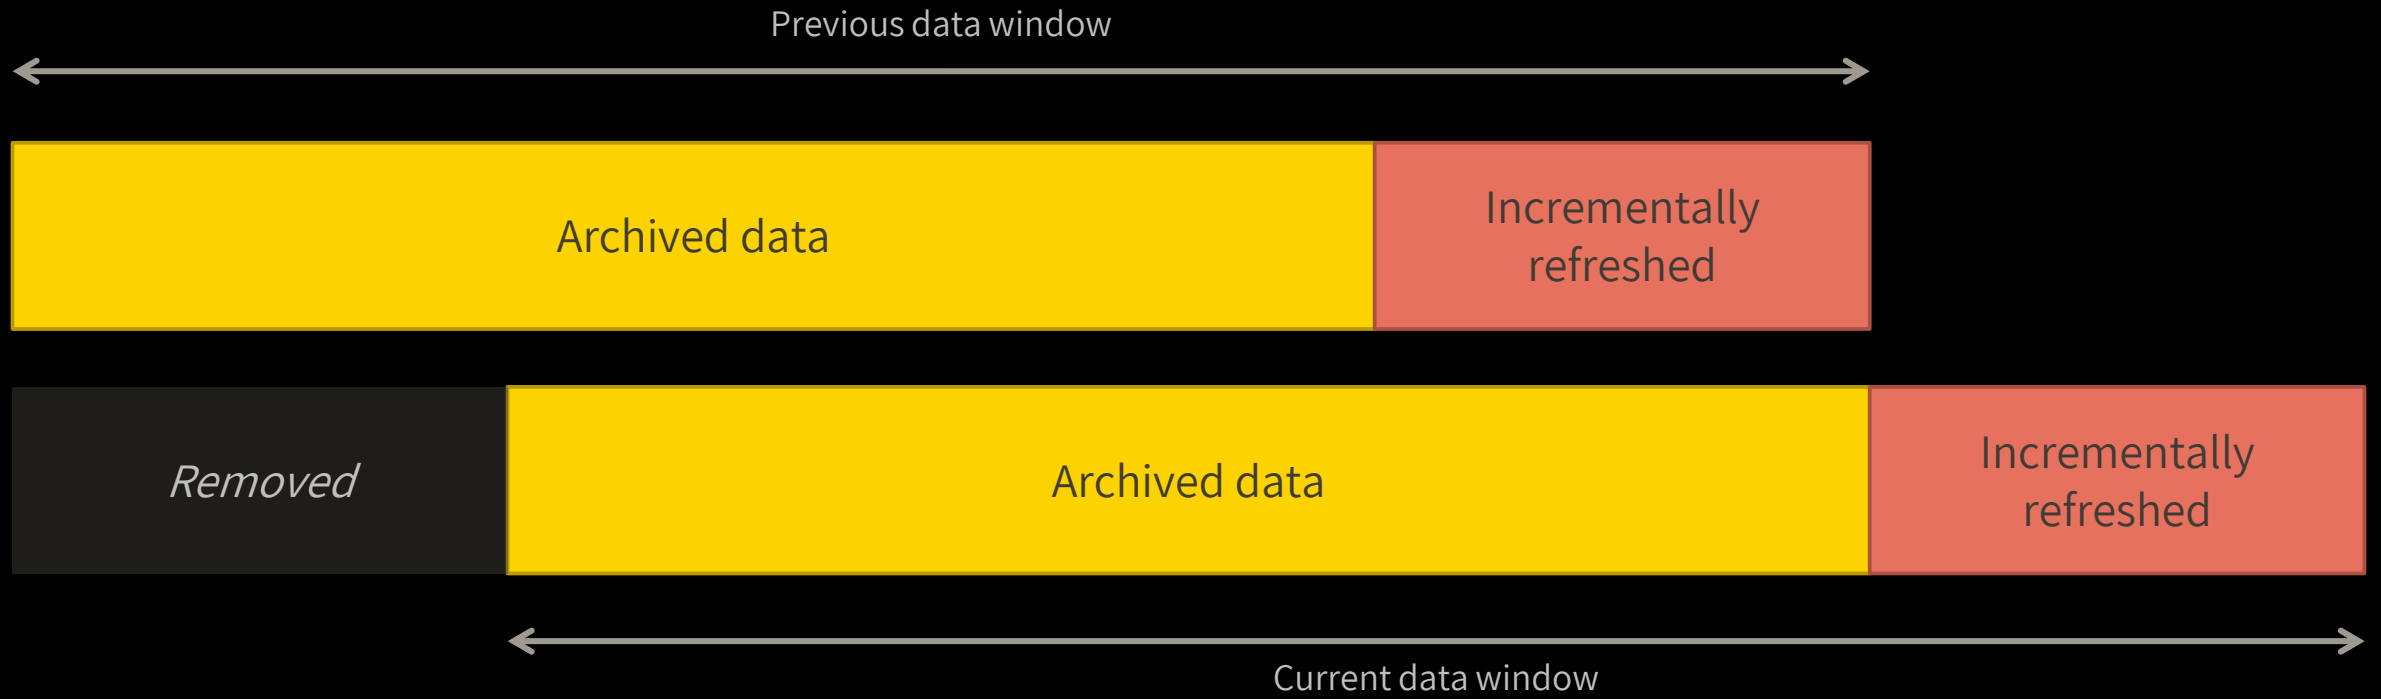 Previous data window
Archived data
Incrementally
refreshed
Removed
Archived data
Incrementally
refreshed
Current data window